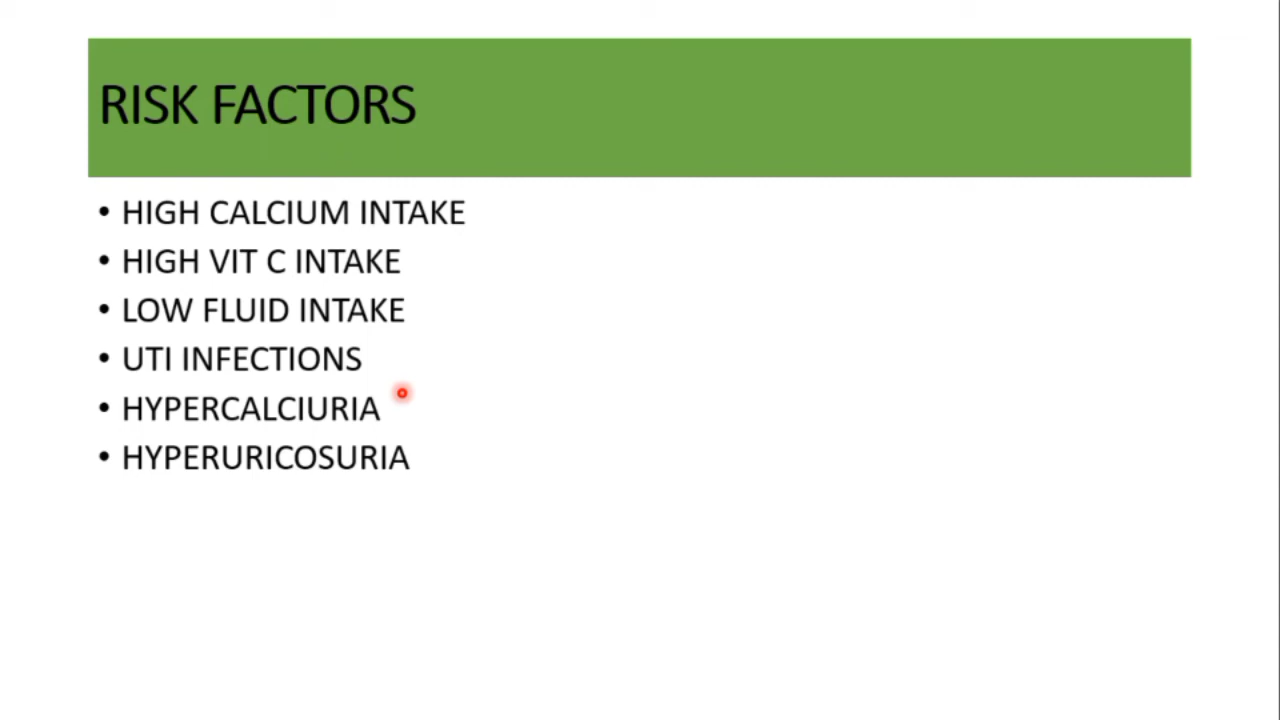 RISK FACTORS
• HIGH CALCIUM INTAKE
• HIGH VIT C INTAKE
• LOW FLUID INTAKE
• UTI INFECTIONS
• HYPERCALCIURIA
• HYPERURICOSURIA